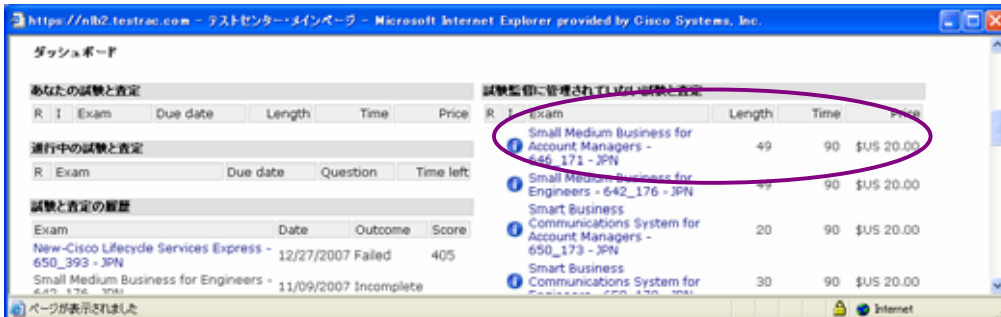 https://nlb2.testrac.com - テストセンター・メインページ - Microsoft Internet Explorer provided by Cisco Systems, Inc.
ダッシュボード
あなたの試験と査定
R I Exam Due date Length Time Price
進行中の試験と査定
R Exam Due date Question Time left
試験と査定の履歴
Exam Date Outcome Score
New-Cisco Lifecycle Services Express -
650_393 - JPN
12/27/2007 Failed 405
Small Medium Business for Engineers -
642_176 - JPN
11/09/2007 Incomplete
試験監督に管理されていない試験と査定
R I Exam Length Time Price
Small Medium Business for
Account Managers -
646_171 - JPN
49 90 $US 20.00
Small Medium Business for
Engineers - 642_176 - JPN
49 90 $US 20.00
Smart Business
Communications System for
Account Managers -
650_173 - JPN
20 90 $US 20.00
Smart Business
Communications System for
30 90 $US 20.00
ページが表示されました
Internet